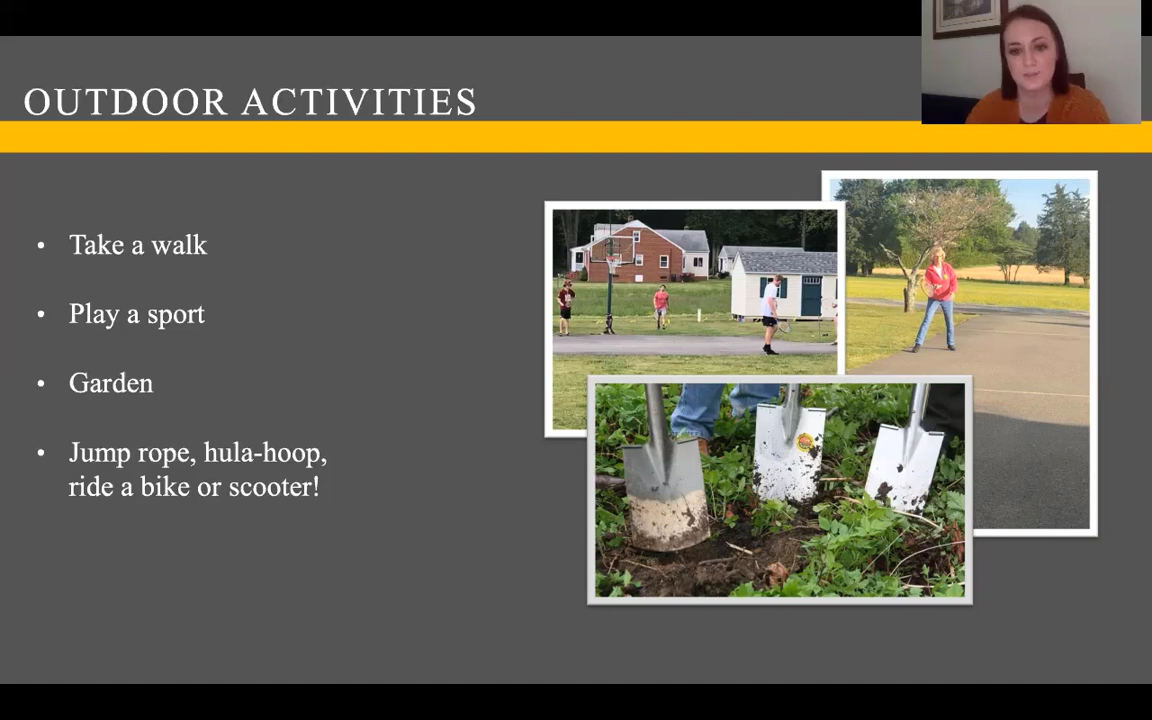 OUTDOOR ACTIVITIES
• Take a walk
• Play a sport
• Garden
• Jump rope, hula-hoop,
ride a bike or scooter!